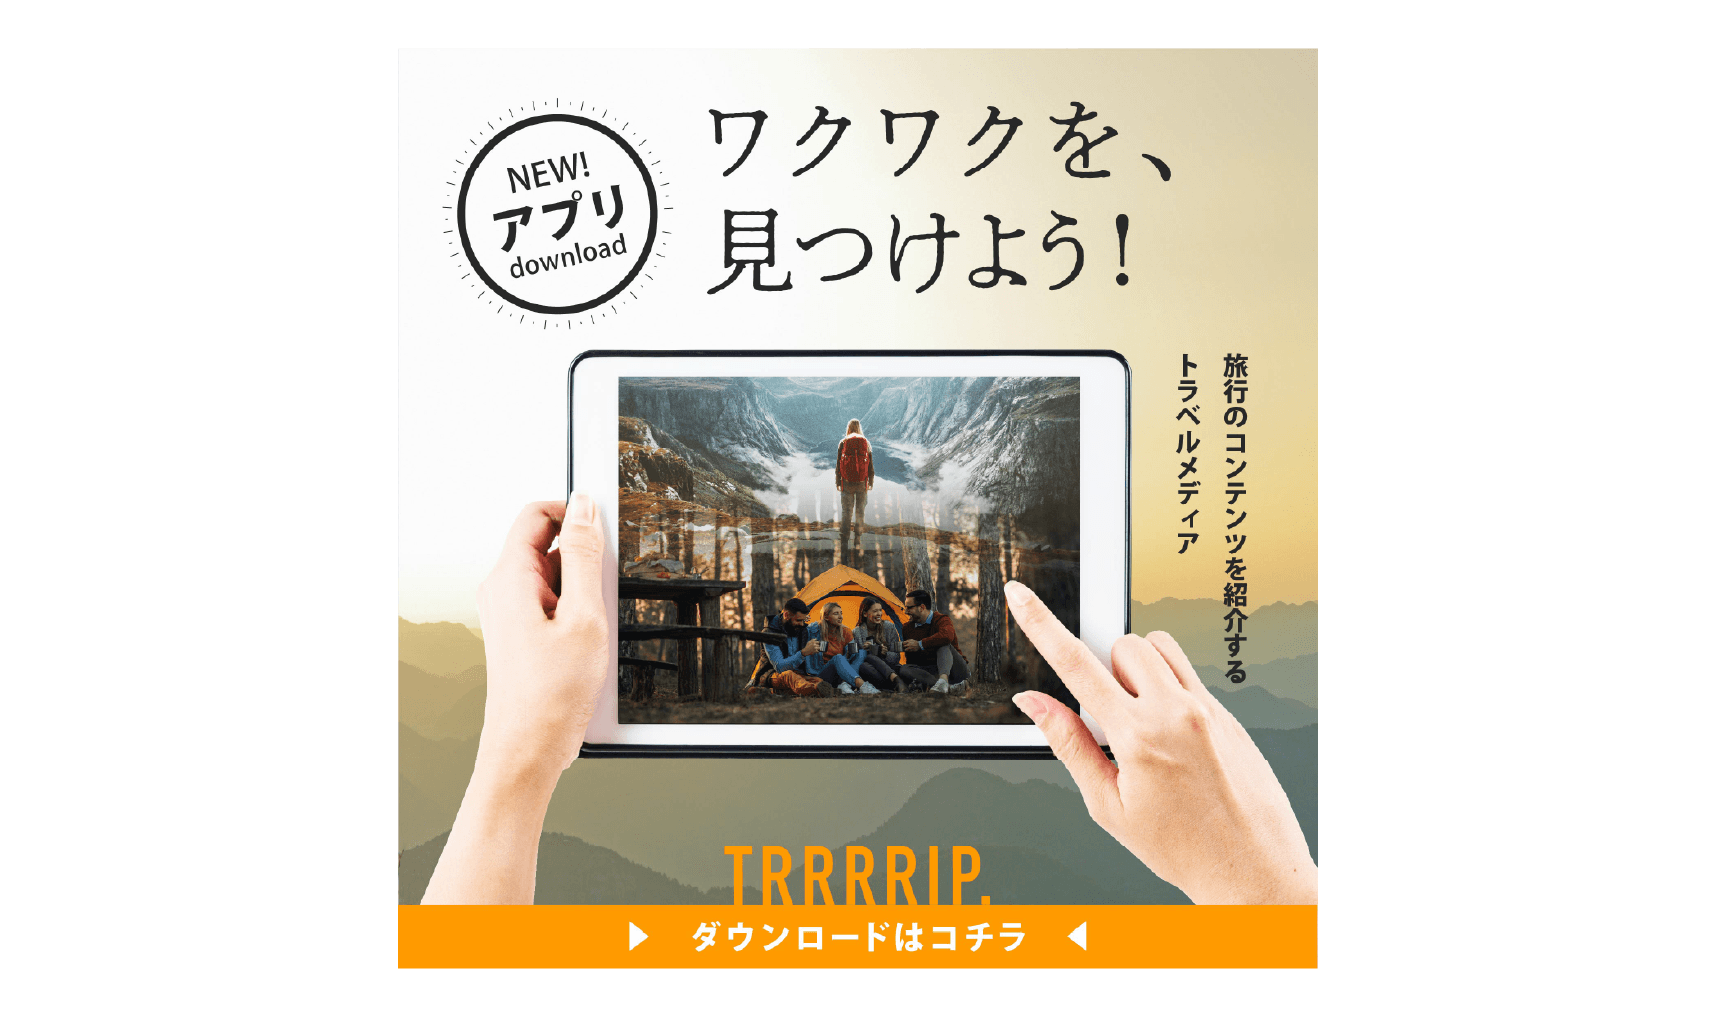 NEW!
アプリ
download
ワクワクを、
見つけよう!
旅行のコンテンツを紹介する
トラベルメディア
TRRRRIP.
▶ ダウンロードはコチラ ◀